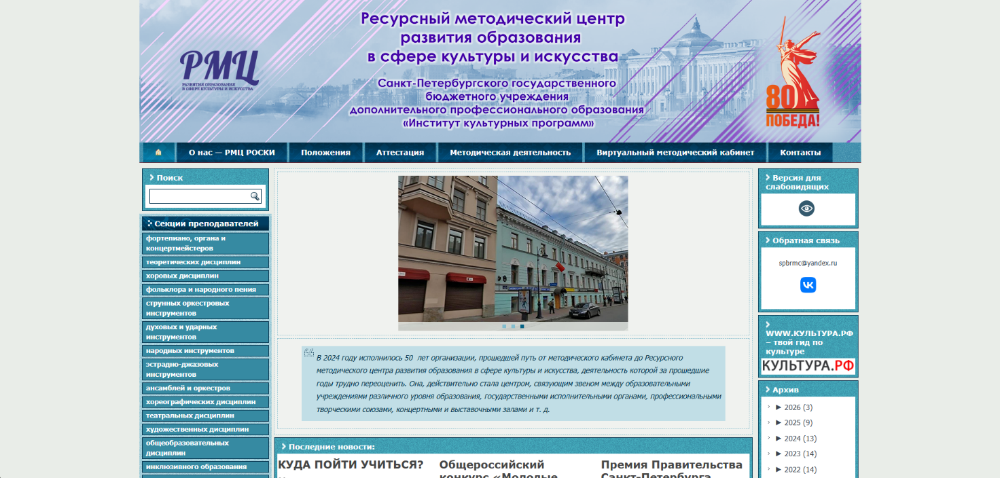 Ресурсный методический центр
развития образования
в сфере культуры и искусства
Санкт-Петербургского государственного
бюджетного учреждения
дополнительного профессионального образования
«Институт культурных программ»
РМЦ
РАЗВИТИЯ ОБРАЗОВАНИЯ
В СФЕРЕ КУЛЬТУРЫ И ИСКУССТВА
80
ПОБЕДА!
О нас — РМЦ РОСКИ
Положения
Аттестация
Методическая деятельность
Виртуальный методический кабинет
Контакты
Поиск
Секции преподавателей
фортепиано, органа и
концертмейстеров
теоретических дисциплин
хоровых дисциплин
фольклора и народного пения
струнных оркестровых
инструментов
духовых и ударных
инструментов
народных инструментов
эстрадно-джазовых
инструментов
ансамблей и оркестров
хореографических дисциплин
театральных дисциплин
художественных дисциплин
общеобразовательных
дисциплин
инклюзивного образования
В 2024 году исполнилось 50 лет организации, прошедшей путь от методического кабинета до Ресурсного
методического центра развития образования в сфере культуры и искусства, деятельность которой за прошедшие
годы трудно переоценить. Она, действительно стала центром, связующим звеном между образовательными
учреждениями различного уровня образования, государственными исполнительными органами, профессиональными
творческими союзами, концертными и выставочными залами и т. д.
Последние новости:
КУДА ПОЙТИ УЧИТЬСЯ?
Общероссийский
конкурс «Молодые
Премия Правительства
Санкт-Петербурга
Версия для
слабовидящих
Обратная связь
spbrmc@yandex.ru
WWW.КУЛЬТУРА.РФ
– твой гид по
культуре
КУЛЬТУРА.РФ
Архив
► 2026 (3)
► 2025 (9)
► 2024 (13)
► 2023 (14)
► 2022 (14)